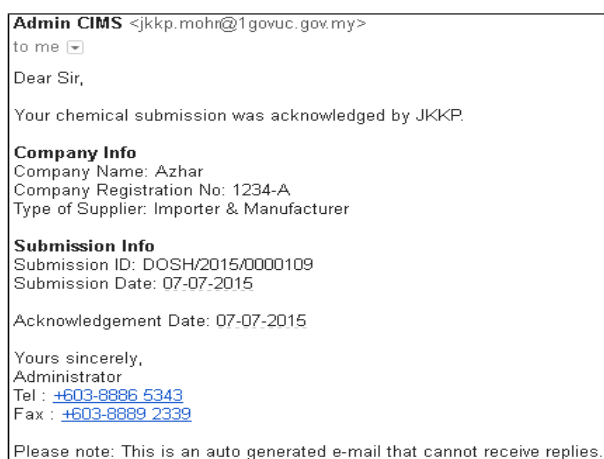 Admin CIMS <jkkp.mohr@1govuc.gov.my>
to me
Dear Sir,
Your chemical submission was acknowledged by JKKP.
Company Info
Company Name: Azhar
Company Registration No: 1234-A
Type of Supplier: Importer & Manufacturer
Submission Info
Submission ID: DOSH/2015/0000109
Submission Date: 07-07-2015
Acknowledgement Date: 07-07-2015
Yours sincerely,
Administrator
Tel : +603-8886 5343
Fax : +603-8889 2339
Please note: This is an auto generated e-mail that cannot receive replies.